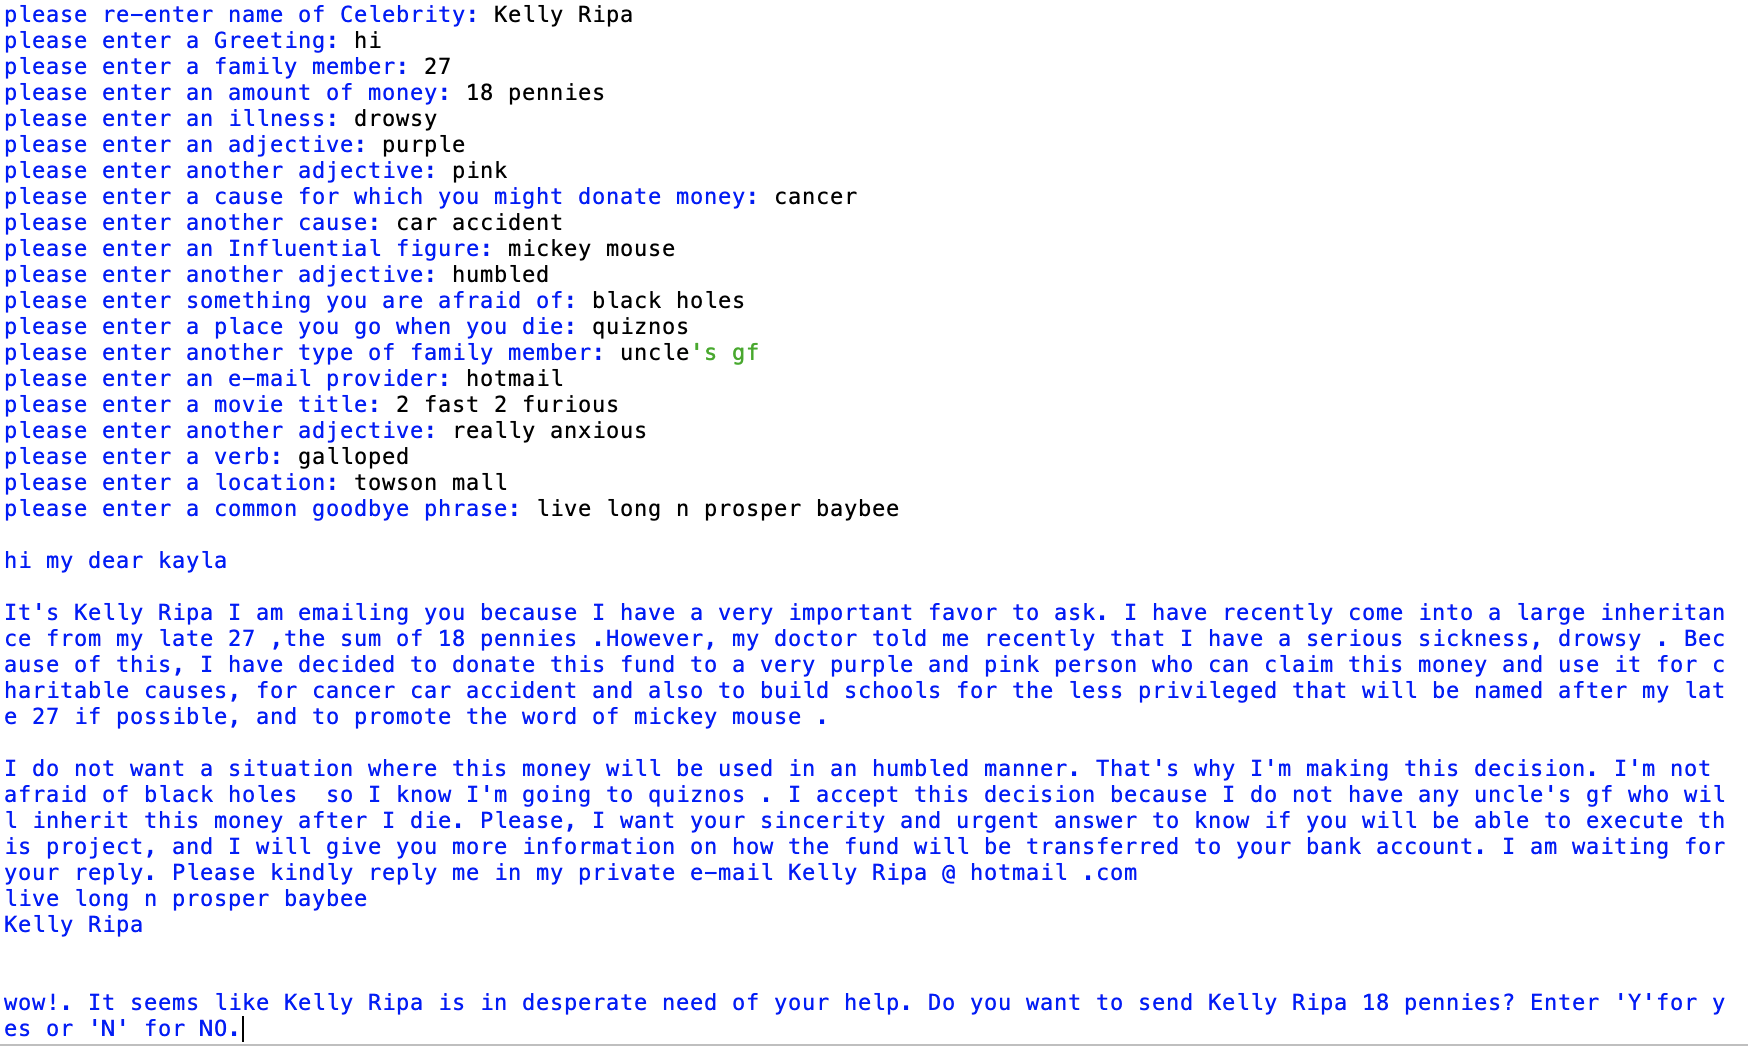 please re-enter name of Celebrity: Kelly Ripa
please enter a Greeting: hi
please enter a family member: 27
please enter an amount of money: 18 pennies
please enter an illness: drowsy
please enter an adjective: purple
please enter another adjective: pink
please enter a cause for which you might donate money: cancer
please enter another cause: car accident
please enter an Influential figure: mickey mouse
please enter another adjective: humbled
please enter something you are afraid of: black holes
please enter a place you go when you die: quiznos
please enter another type of family member: uncle's gf
please enter an e-mail provider: hotmail
please enter a movie title: 2 fast 2 furious
please enter another adjective: really anxious
please enter a verb: galloped
please enter a location: towson mall
please enter a common goodbye phrase: live long n prosper baybee
hi my dear kayla
It's Kelly Ripa I am emailing you because I have a very important favor to ask. I have recently come into a large inheritan
ce from my late 27 ,the sum of 18 pennies .However, my doctor told me recently that I have a serious sickness, drowsy . Bec
ause of this, I have decided to donate this fund to a very purple and pink person who can claim this money and use it for c
haritable causes, for cancer car accident and also to build schools for the less privileged that will be named after my lat
e 27 if possible, and to promote the word of mickey mouse .
I do not want a situation where this money will be used in an humbled manner. That's why I'm making this decision. I'm not
afraid of black holes  so I know I'm going to quiznos . I accept this decision because I do not have any uncle's gf who wil
l inherit this money after I die. Please, I want your sincerity and urgent answer to know if you will be able to execute th
is project, and I will give you more information on how the fund will be transferred to your bank account. I am waiting for
your reply. Please kindly reply me in my private e-mail Kelly Ripa @ hotmail .com
live long n prosper baybee
Kelly Ripa
wow!. It seems like Kelly Ripa is in desperate need of your help. Do you want to send Kelly Ripa 18 pennies? Enter 'Y'for y
es or 'N' for NO.